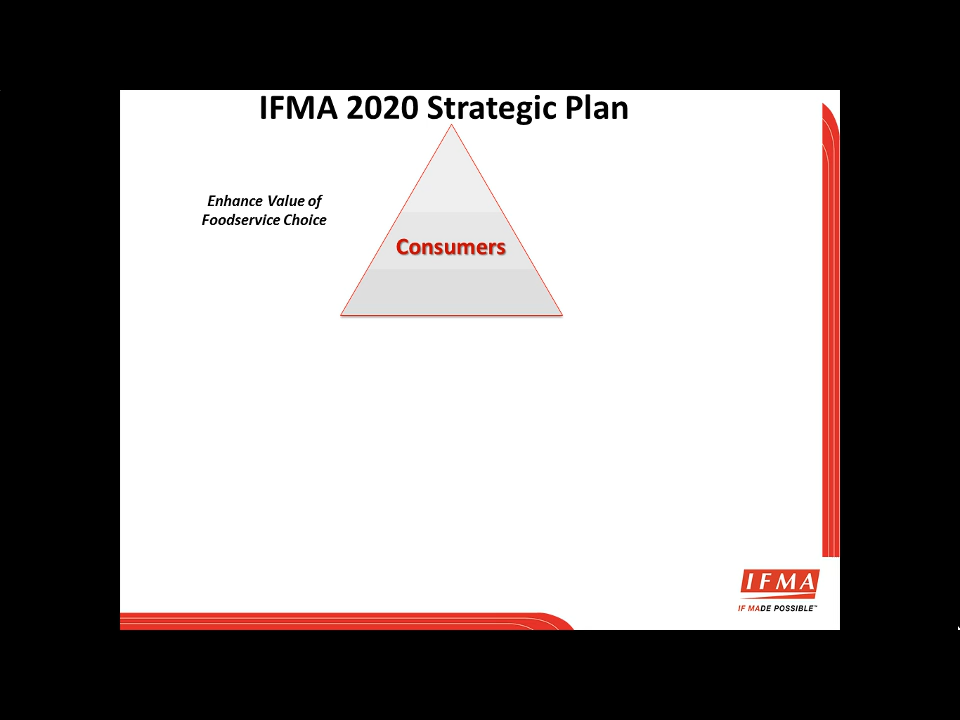 IFMA 2020 Strategic Plan
Enhance Value of
Foodservice Choice
Consumers
IFMA
IF MADE POSSIBLE™